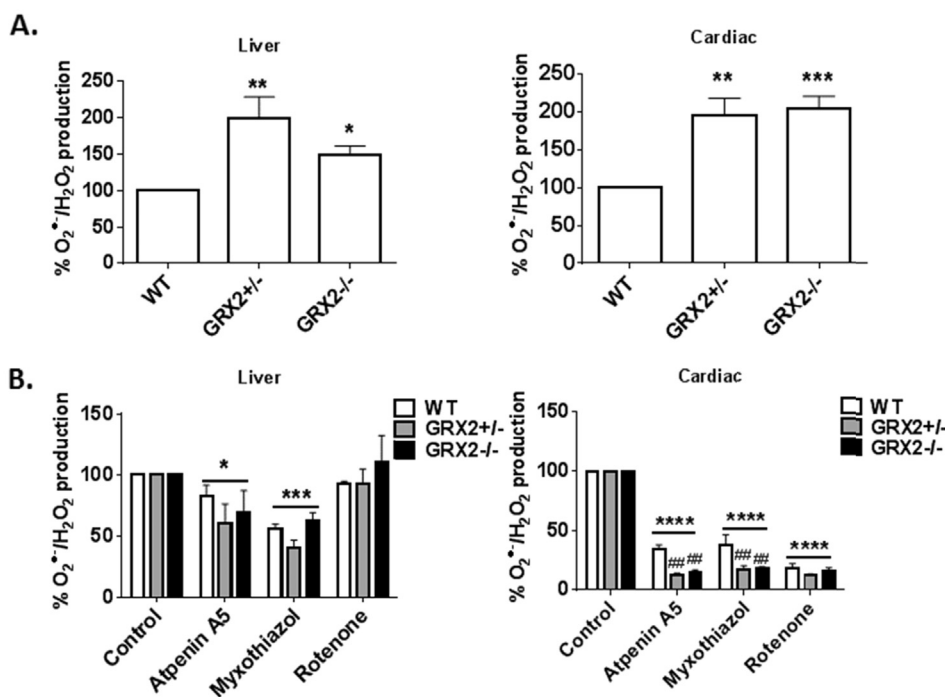 A.
Liver
% O₂•-/H₂O₂ production
250
200
150
100
50
0
**
*
WT
GRX2+/-
GRX2-/-
Cardiac
% O₂•-/H₂O₂ production
250
200
150
100
50
0
**
***
WT
GRX2+/-
GRX2-/-
B.
Liver
WT
GRX2+/-
GRX2-/-
% O₂•-/H₂O₂ production
150
100
50
0
*
***
Control
Atpenin A5
Myxothiazol
Rotenone
Cardiac
WT
GRX2+/-
GRX2-/-
% O₂•-/H₂O₂ production
150
100
50
0
****
****
****
## ##
## ##
Control
Atpenin A5
Myxothiazol
Rotenone